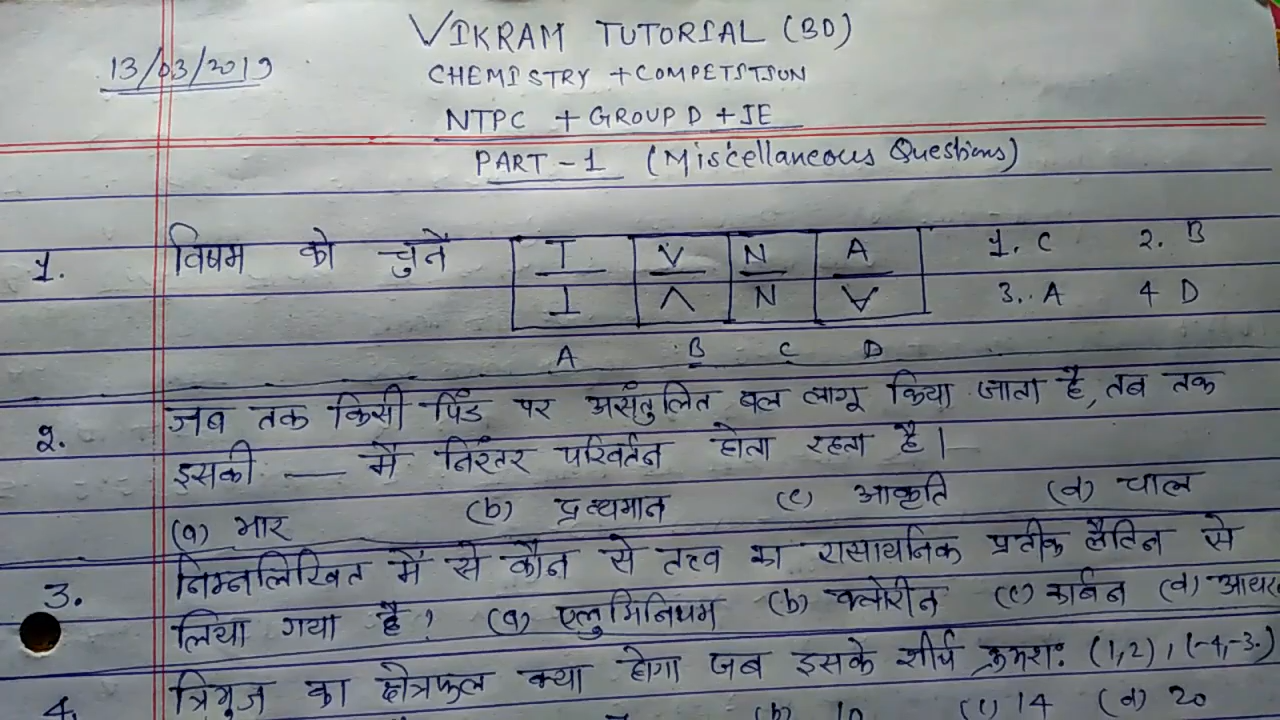 VIKRAM TUTORIAL (BD)
13/03/2019
CHEMISTRY + COMPETITION
NTPC + GROUP D + JE
PART-1 (Miscellaneous Questions)
1. विषम को चुनें T V N A 1. C 2. B
⊥ Λ N ∀ 3. A 4 D
A B C D
2. जब तक किसी पिंड पर असंतुलित बल लागू किया जाता है, तब तक
इसकी — में निरंतर परिवर्तन होता रहता है।
(a) भार (b) द्रव्यमान (c) आकृति (d) चाल
3. निम्नलिखित में से कौन से तत्व का रासायनिक प्रतीक लैटिन से
लिया गया है? (a) एलुमिनियम (b) क्लोरीन (c) कार्बन (d) आयर
4. त्रिभुज का क्षेत्रफल क्या होगा जब इसके शीर्ष क्रमशः (1,2), (-4,-3)
(b) 10 (c) 14 (d) 20